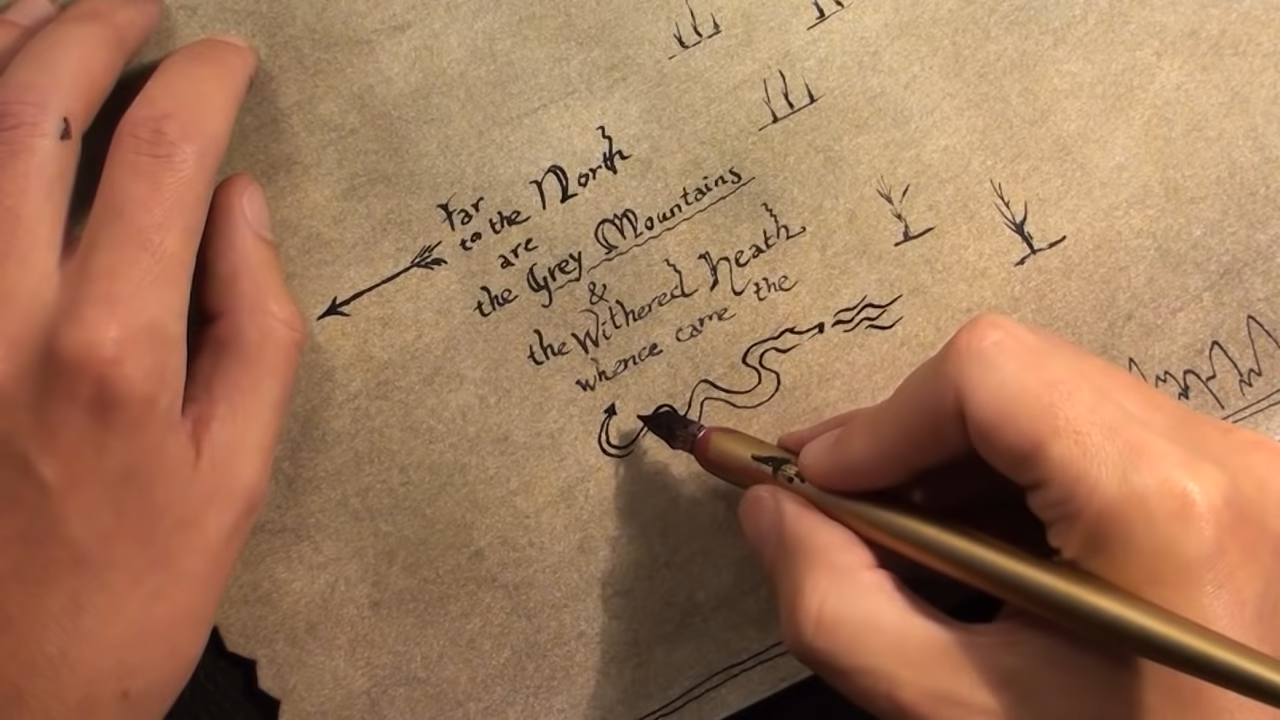 Far
to the North
are
the Grey Mountains
&
the Withered Heath
whence came the